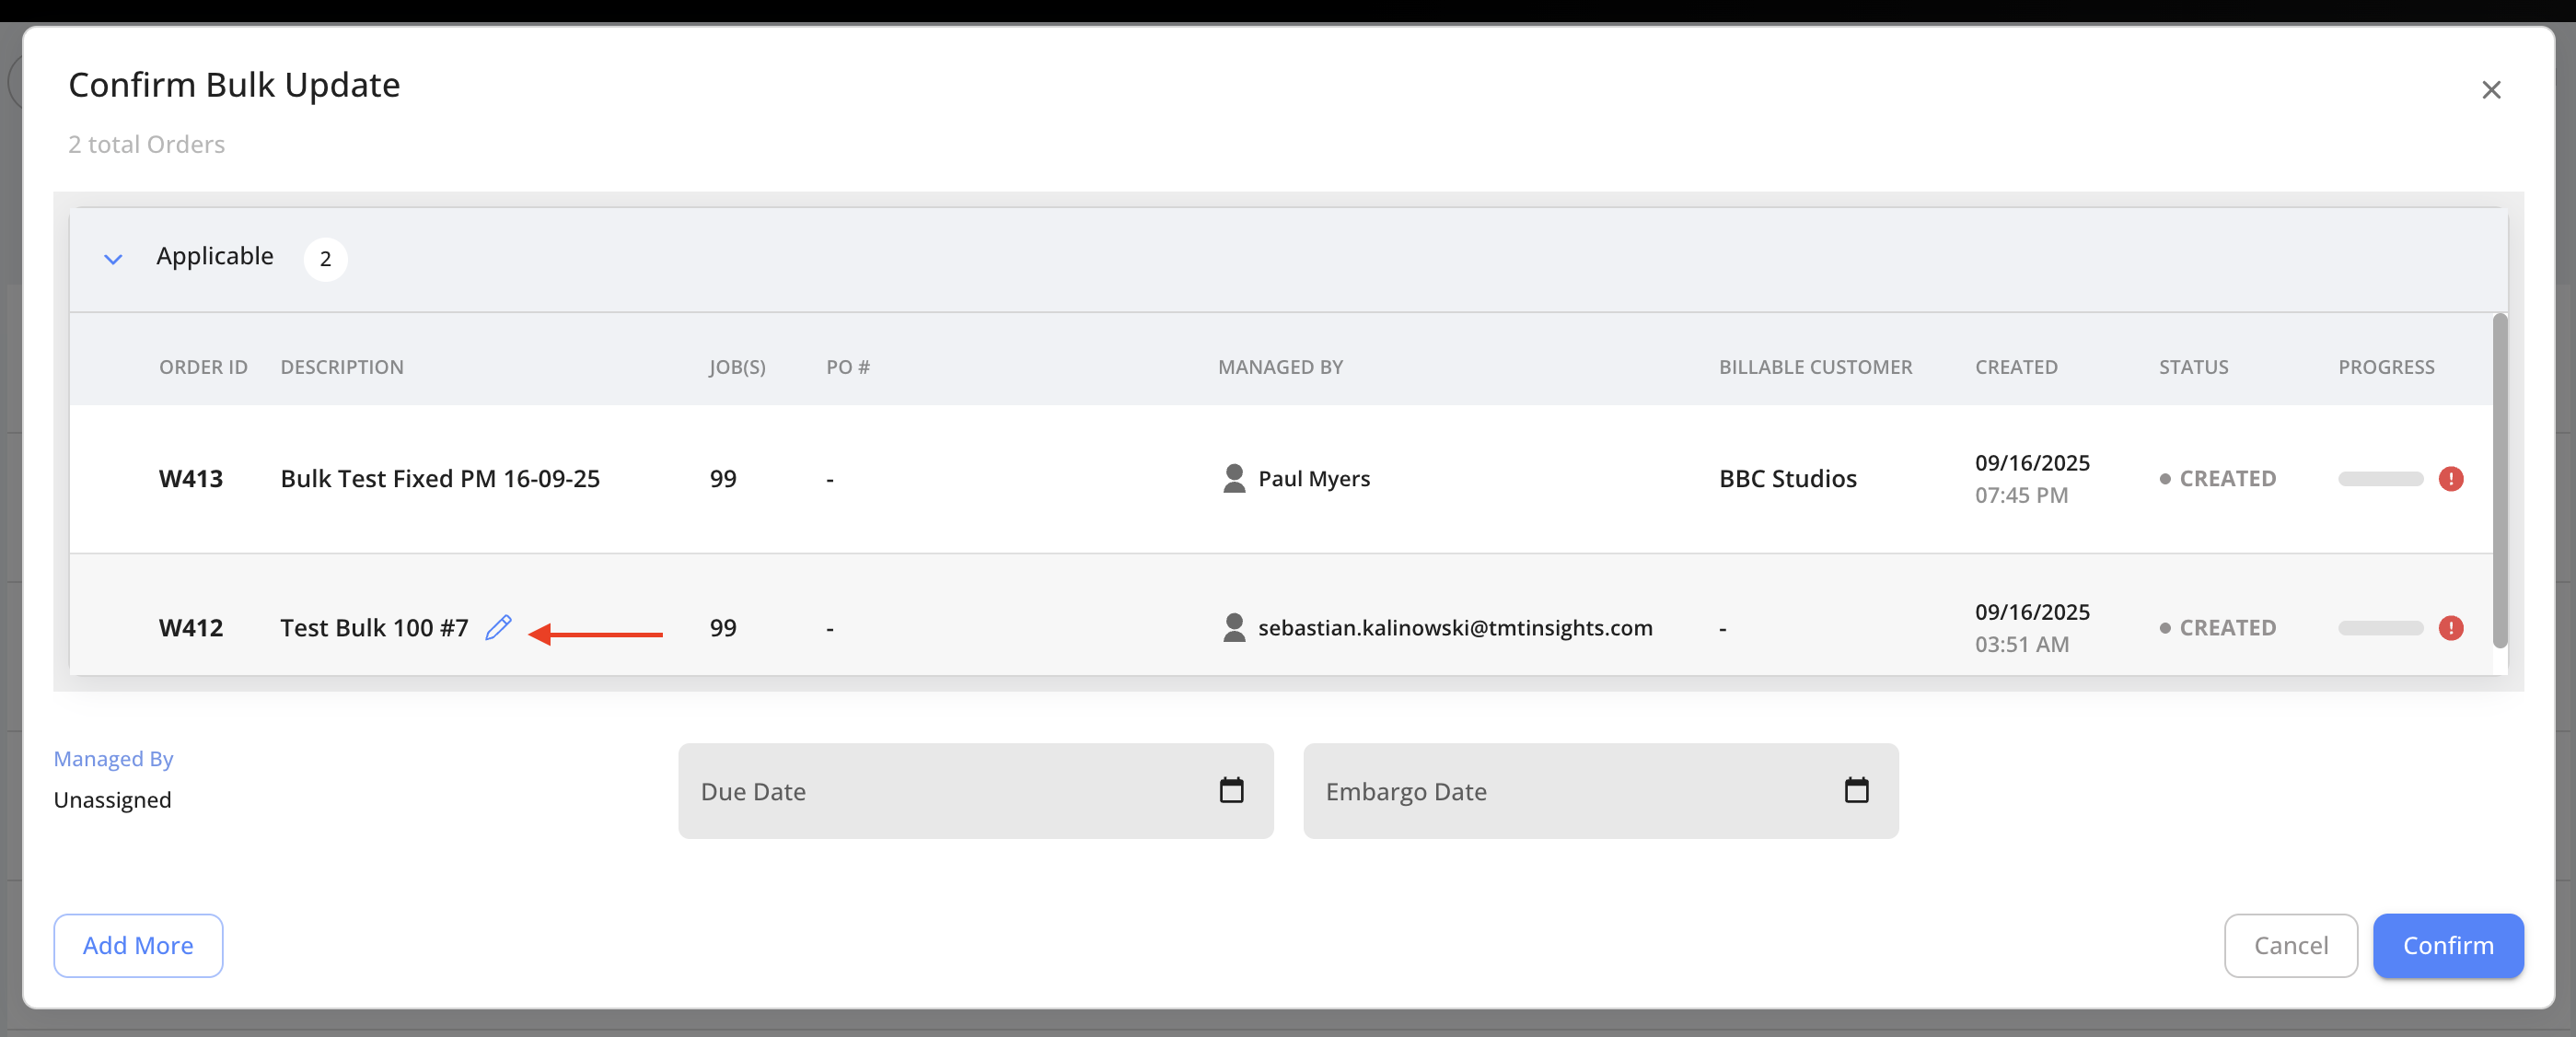 Confirm Bulk Update
2 total Orders
Applicable 2
ORDER ID DESCRIPTION JOB(S) PO # MANAGED BY BILLABLE CUSTOMER CREATED STATUS PROGRESS
W413 Bulk Test Fixed PM 16-09-25 99 - Paul Myers BBC Studios 09/16/2025 CREATED
07:45 PM
W412 Test Bulk 100 #7 99 - sebastian.kalinowski@tmtinsights.com - 09/16/2025 CREATED
03:51 AM
Managed By
Unassigned
Due Date Embargo Date
Add More Cancel Confirm